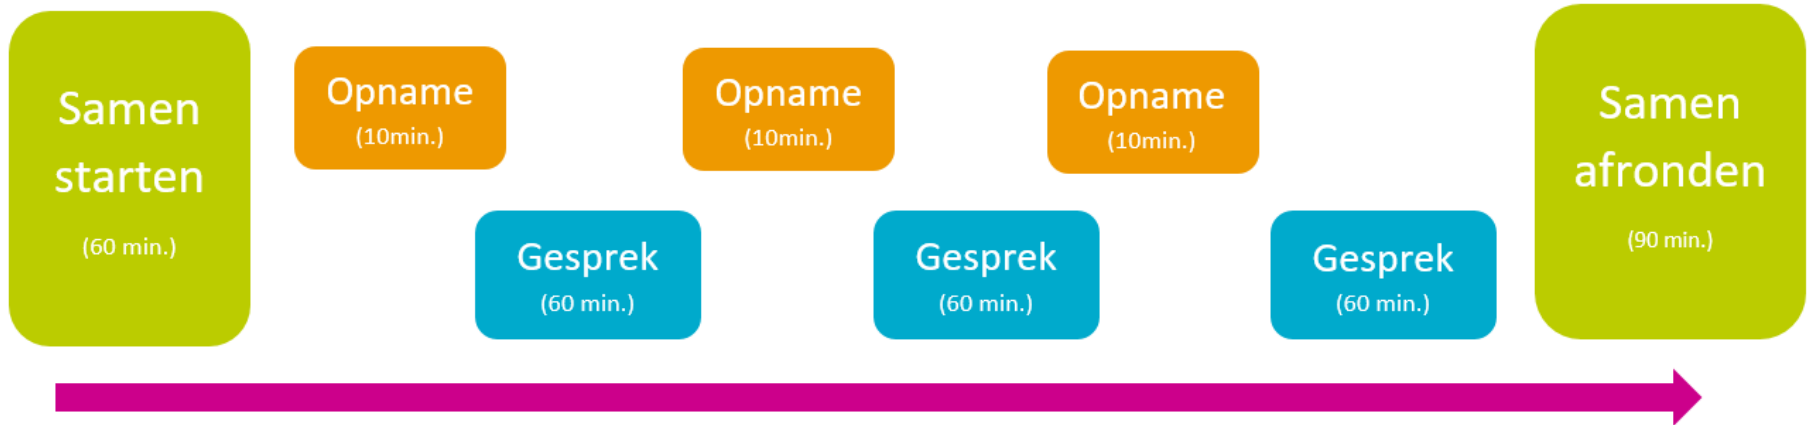 Samen
starten
(60 min.)
Opname
(10min.)
Gesprek
(60 min.)
Opname
(10min.)
Gesprek
(60 min.)
Opname
(10min.)
Gesprek
(60 min.)
Samen
afronden
(90 min.)